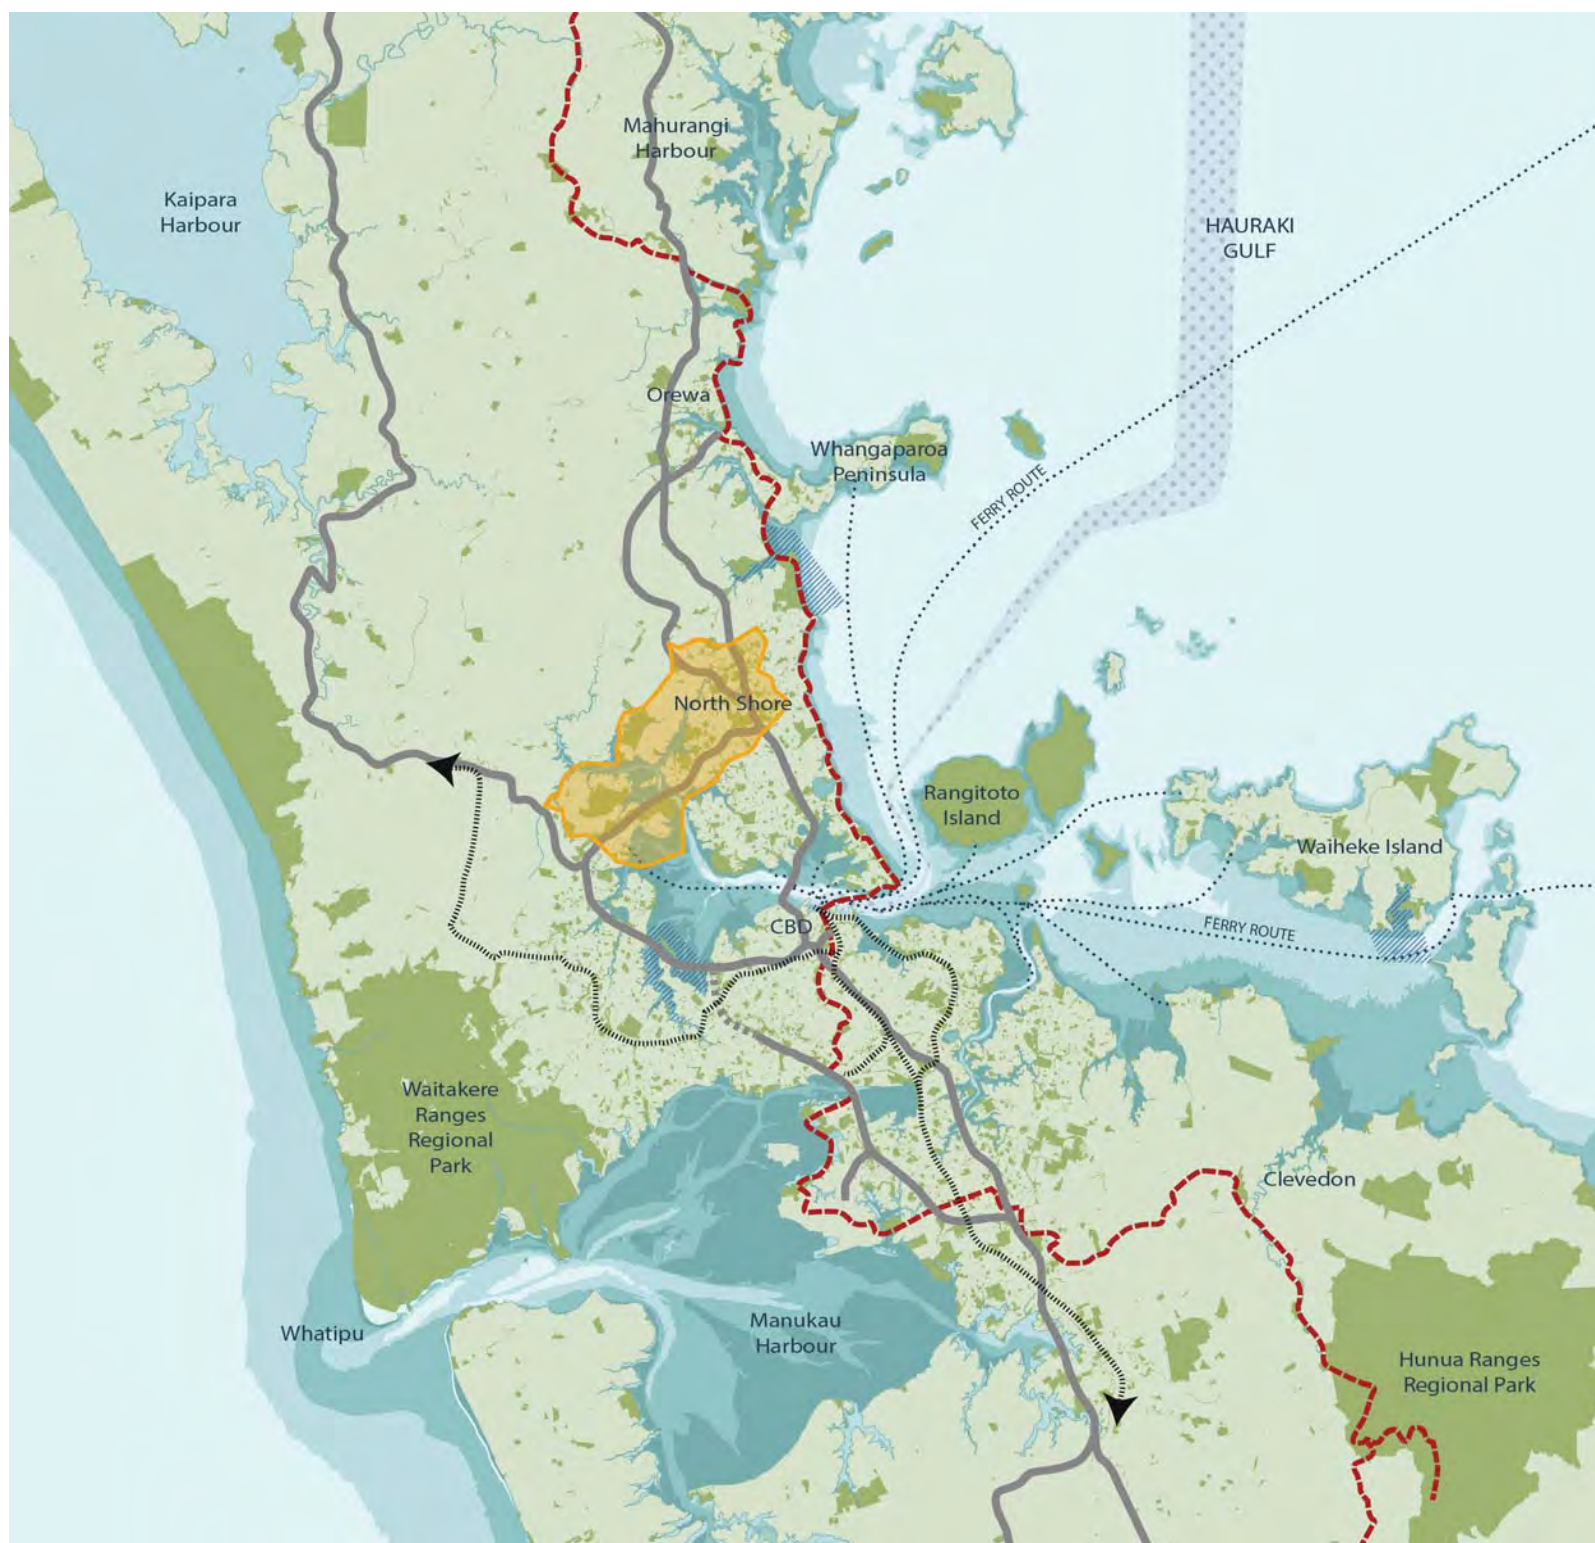 Mahurangi
Harbour
Kaipara
Harbour
HAURAKI
GULF
Orewa
Whangaparoa
Peninsula
FERRY ROUTE
North Shore
Rangitoto
Island
Waiheke Island
CBD
FERRY ROUTE
Waitakere
Ranges
Regional
Park
Clevedon
Whatipu
Manukau
Harbour
Hunua Ranges
Regional Park